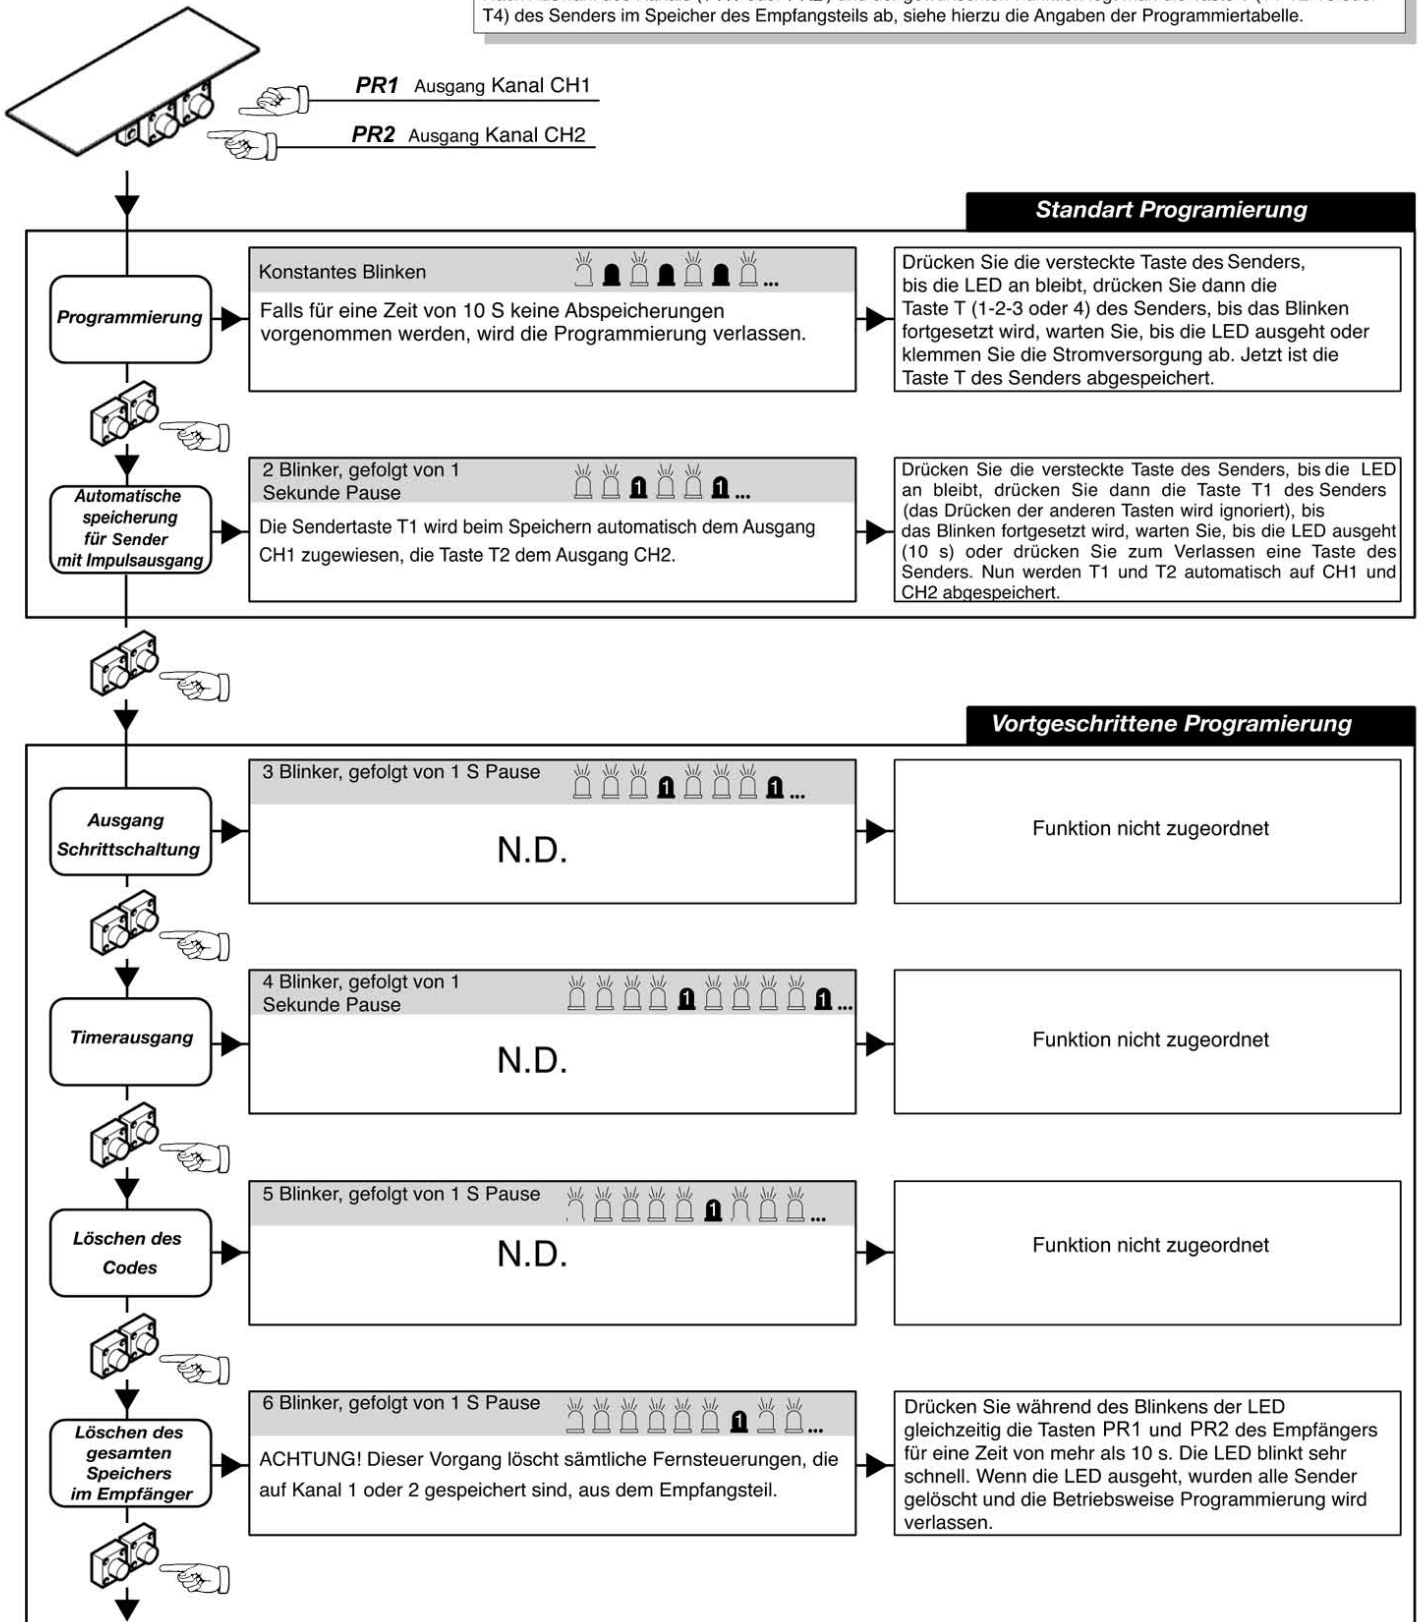 T4) des Senders im Speicher des Empfangsteils ab, siehe hierzu die Angaben der Programmiertabelle.
PR1 Ausgang Kanal CH1
PR2 Ausgang Kanal CH2
Standart Programierung
Programmierung
Konstantes Blinken
...
Falls für eine Zeit von 10 S keine Abspeicherungen
vorgenommen werden, wird die Programmierung verlassen.
Drücken Sie die versteckte Taste des Senders,
bis die LED an bleibt, drücken Sie dann die
Taste T (1-2-3 oder 4) des Senders, bis das Blinken
fortgesetzt wird, warten Sie, bis die LED ausgeht oder
klemmen Sie die Stromversorgung ab. Jetzt ist die
Taste T des Senders abgespeichert.
Automatische
speicherung
für Sender
mit Impulsausgang
2 Blinker, gefolgt von 1
Sekunde Pause
1 1 ...
Die Sendertaste T1 wird beim Speichern automatisch dem Ausgang
CH1 zugewiesen, die Taste T2 dem Ausgang CH2.
Drücken Sie die versteckte Taste des Senders, bis die LED
an bleibt, drücken Sie dann die Taste T1 des Senders
(das Drücken der anderen Tasten wird ignoriert), bis
das Blinken fortgesetzt wird, warten Sie, bis die LED ausgeht
(10 s) oder drücken Sie zum Verlassen eine Taste des
Senders. Nun werden T1 und T2 automatisch auf CH1 und
CH2 abgespeichert.
Vortgeschrittene Programierung
Ausgang
Schrittschaltung
3 Blinker, gefolgt von 1 S Pause
1 1 ...
N.D.
Funktion nicht zugeordnet
Timerausgang
4 Blinker, gefolgt von 1
Sekunde Pause
1 1 ...
N.D.
Funktion nicht zugeordnet
Löschen des
Codes
5 Blinker, gefolgt von 1 S Pause
1 ...
N.D.
Funktion nicht zugeordnet
Löschen des
gesamten
Speichers
im Empfänger
6 Blinker, gefolgt von 1 S Pause
1 ...
ACHTUNG! Dieser Vorgang löscht sämtliche Fernsteuerungen, die
auf Kanal 1 oder 2 gespeichert sind, aus dem Empfangsteil.
Drücken Sie während des Blinkens der LED
gleichzeitig die Tasten PR1 und PR2 des Empfängers
für eine Zeit von mehr als 10 s. Die LED blinkt sehr
schnell. Wenn die LED ausgeht, wurden alle Sender
gelöscht und die Betriebsweise Programmierung wird
verlassen.